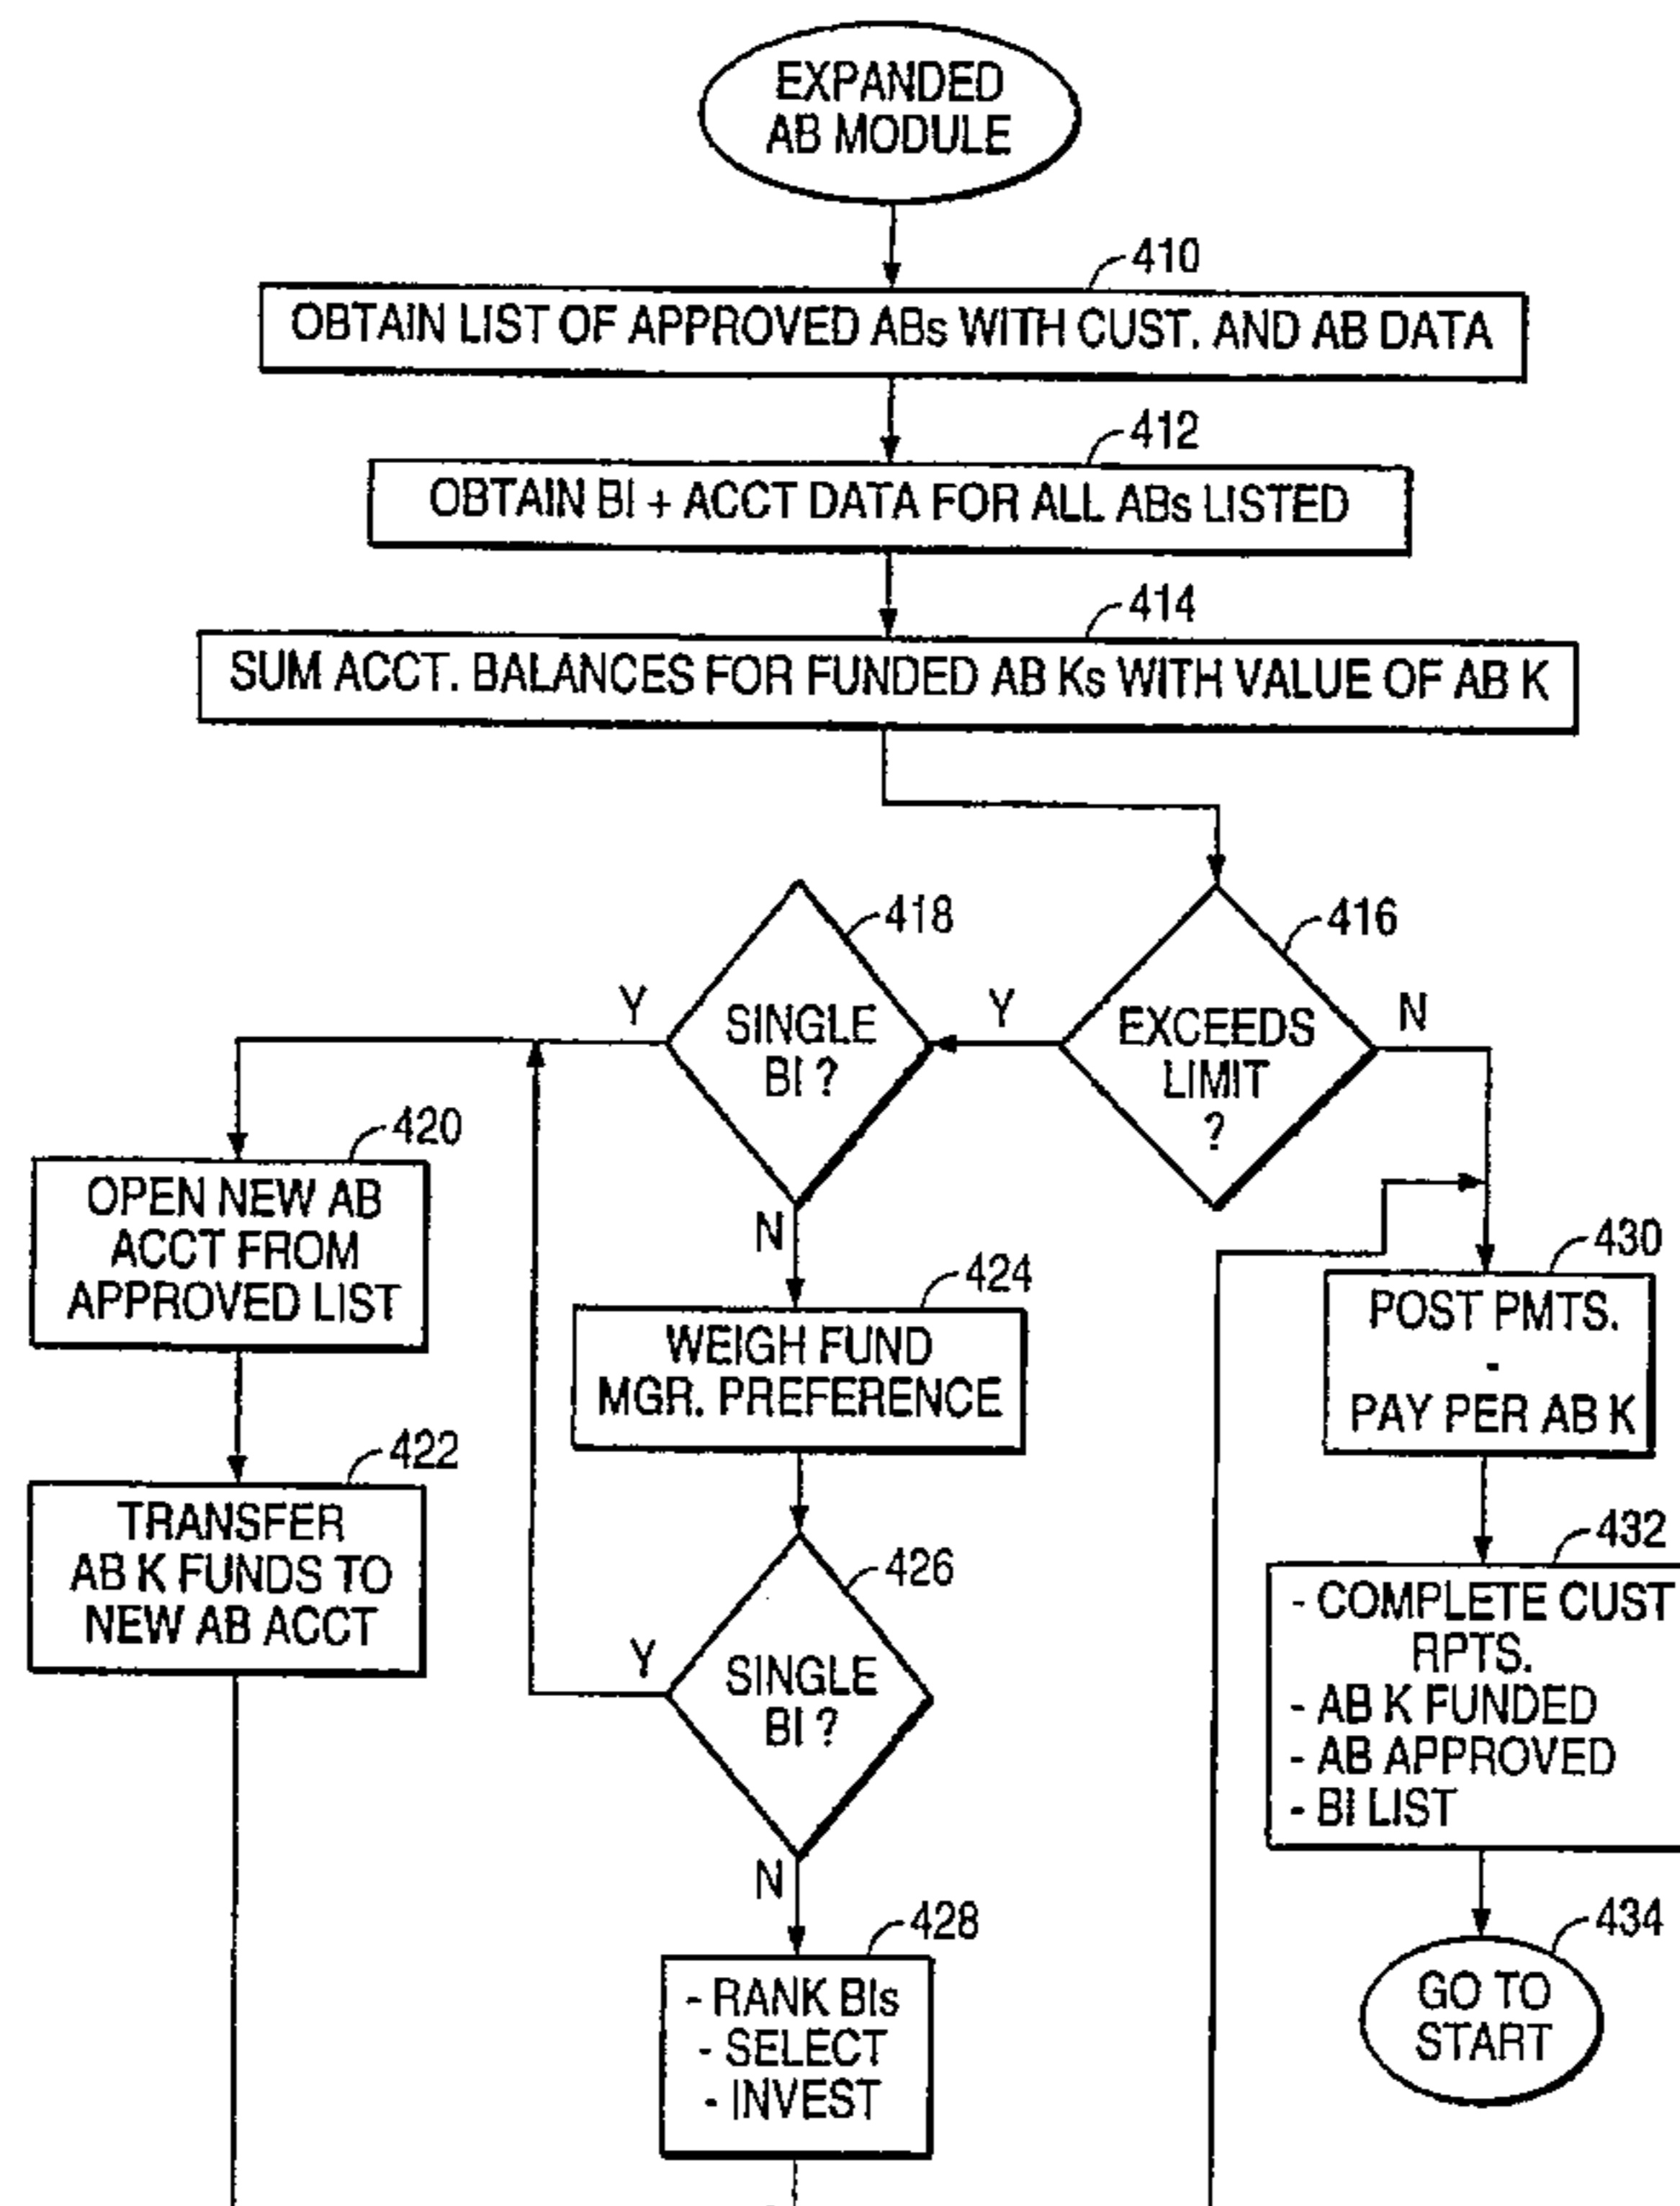 EXPANDED
AB MODULE
410
OBTAIN LIST OF APPROVED ABs WITH CUST. AND AB DATA
412
OBTAIN BI + ACCT DATA FOR ALL ABs LISTED
414
SUM ACCT. BALANCES FOR FUNDED AB Ks WITH VALUE OF AB K
418
SINGLE
BI ?
Y
N
416
EXCEEDS
LIMIT
?
Y
N
420
OPEN NEW AB
ACCT FROM
APPROVED LIST
422
TRANSFER
AB K FUNDS TO
NEW AB ACCT
424
WEIGH FUND
MGR. PREFERENCE
426
SINGLE
BI ?
Y
N
428
- RANK BIs
- SELECT
- INVEST
430
POST PMTS.
-
PAY PER AB K
432
- COMPLETE CUST
RPTS.
- AB K FUNDED
- AB APPROVED
- BI LIST
434
GO TO
START